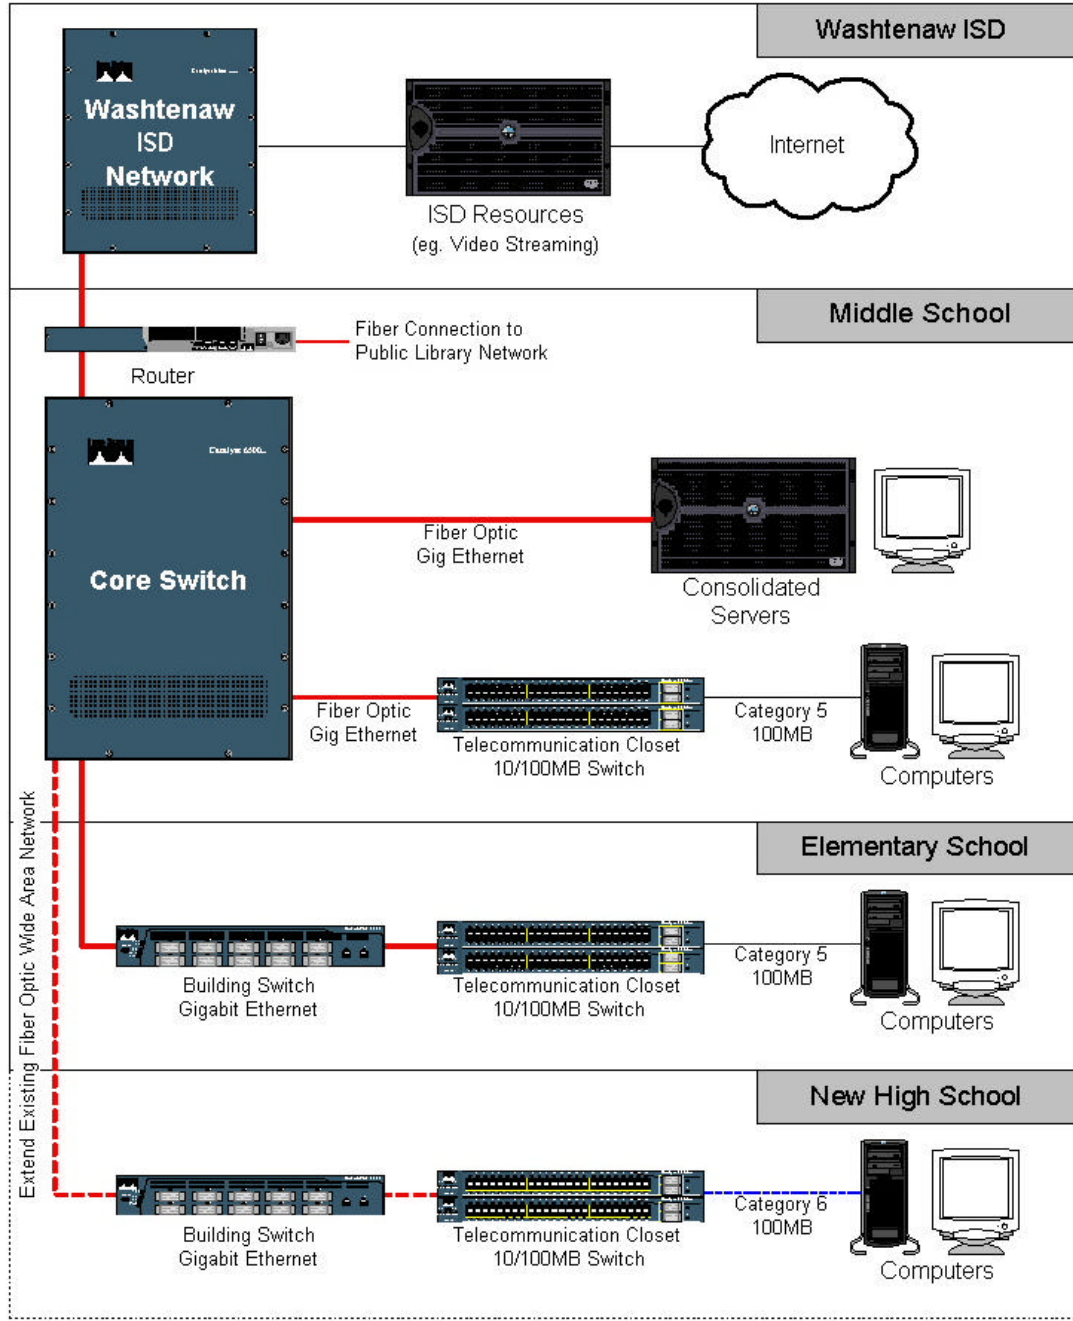 Washtenaw ISD
Washtenaw
ISD
Network
Internet
ISD Resources
(eg. Video Streaming)
Middle School
Fiber Connection to
Public Library Network
Router
Catalyst 6500
Core Switch
Fiber Optic
Gig Ethernet
Consolidated
Servers
Fiber Optic
Gig Ethernet
Telecommunication Closet
10/100MB Switch
Category 5
100MB
Computers
Extend Existing Fiber Optic Wide Area Network
Elementary School
Building Switch
Gigabit Ethernet
Telecommunication Closet
10/100MB Switch
Category 5
100MB
Computers
New High School
Building Switch
Gigabit Ethernet
Telecommunication Closet
10/100MB Switch
Category 6
100MB
Computers